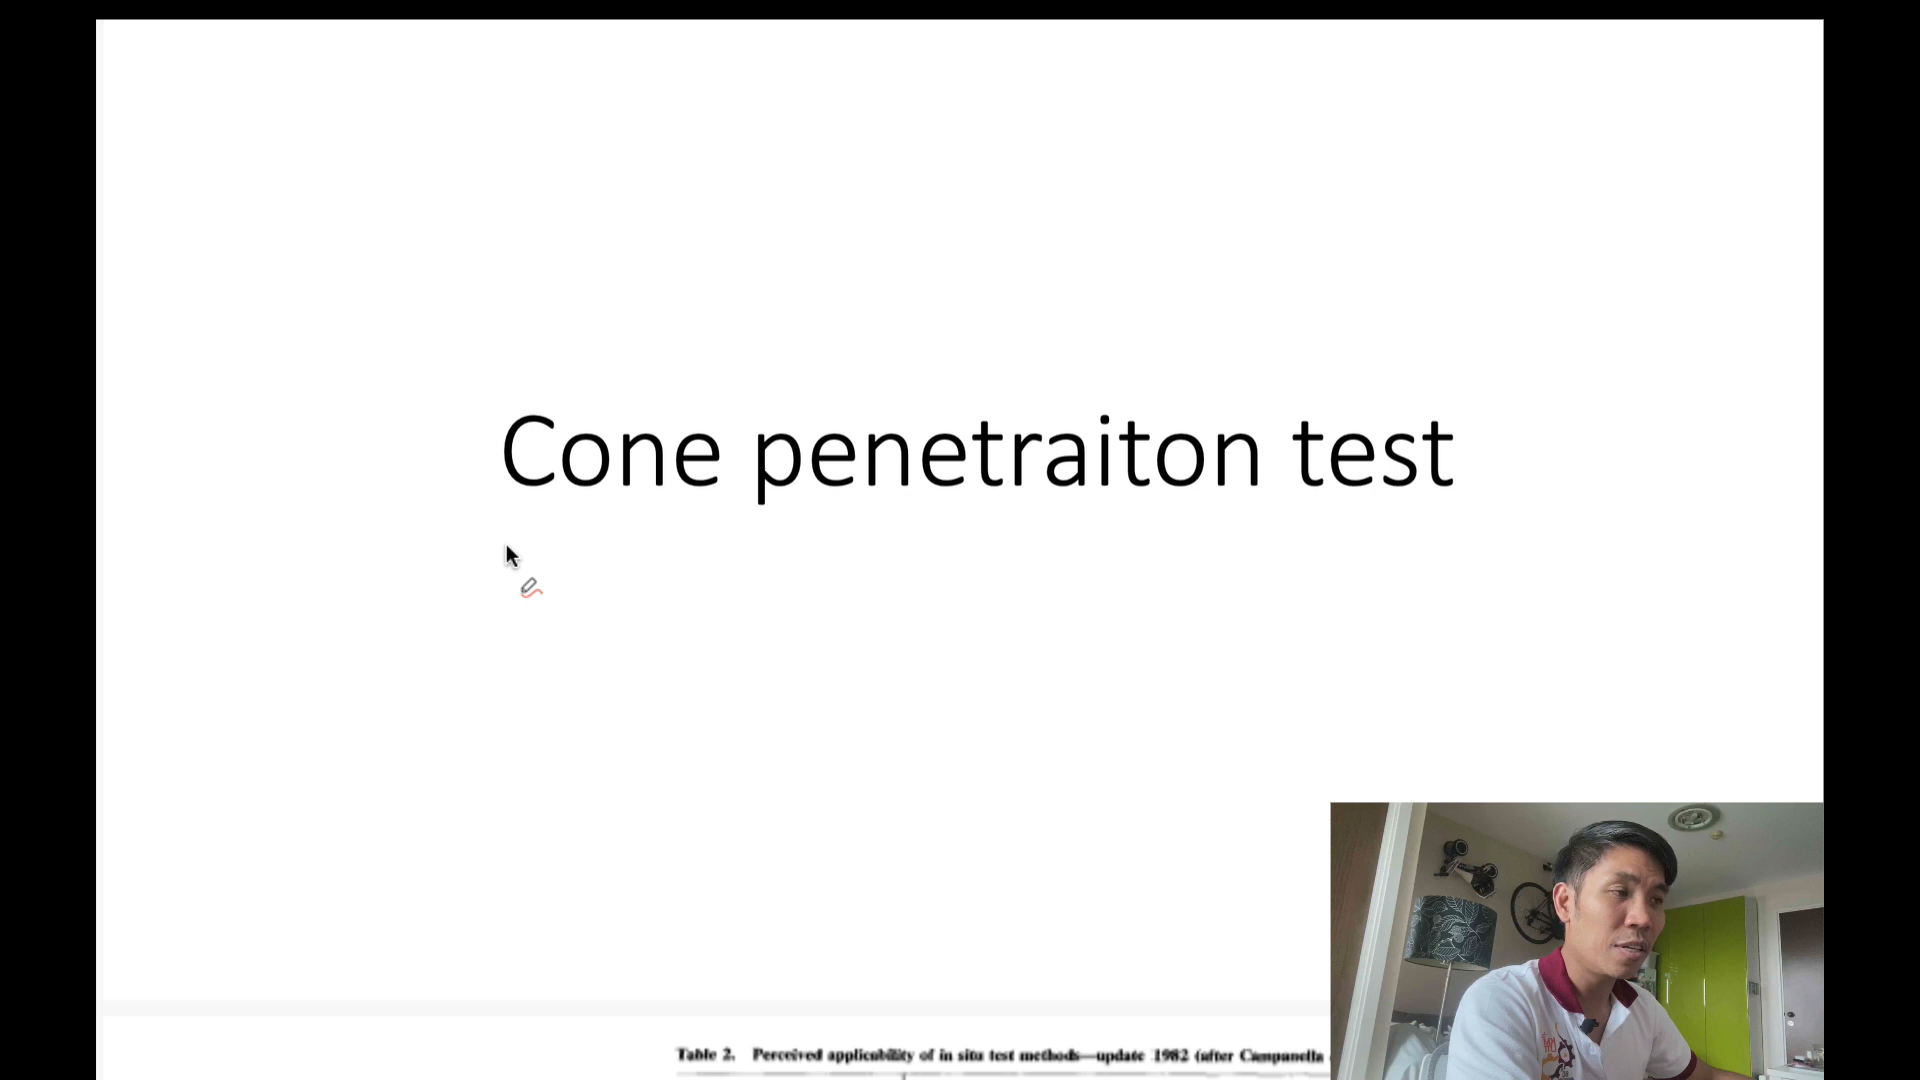 Cone penetraiton test
Table 2. Perceived applicability of in situ test methods—update 1982 (after Campanella